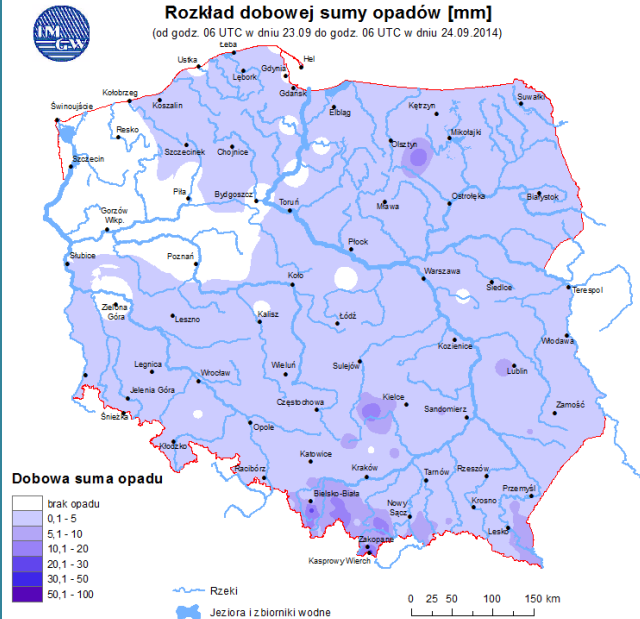 IM
GW
Rozkład dobowej sumy opadów [mm]
(od godz. 06 UTC w dniu 23.09 do godz. 06 UTC w dniu 24.09.2014)
Łeba
Ustka
Hel
Gdynia
Lębork
Gdańsk
Kołobrzeg
Koszalin
Świnoujście
Elbląg
Kętrzyn
Suwałki
Resko
Mikołajki
Olsztyn
Szczecinek
Chojnice
Szczecin
Piła
Bydgoszcz
Toruń
Mława
Ostrołęka
Białystok
Gorzów
Wlkp.
Płock
Słubice
Poznań
Koło
Warszawa
Siedlce
Terespol
Zielona
Góra
Leszno
Kalisz
Łódź
Kozienice
Włodawa
Legnica
Wrocław
Wieluń
Sulejów
Lublin
Jelenia Góra
Częstochowa
Kielce
Sandomierz
Zamość
Śnieżka
Opole
Kłodzko
Katowice
Racibórz
Kraków
Tarnów
Rzeszów
Przemyśl
Bielsko-Biała
Nowy
Sącz
Krosno
Lesko
Zakopane
Kasprowy Wierch
Dobowa suma opadu
brak opadu
0,1 - 5
5,1 - 10
10,1 - 20
20,1 - 30
30,1 - 50
50,1 - 100
Rzeki
Jeziora i zbiorniki wodne
0 25 50 100 150 km